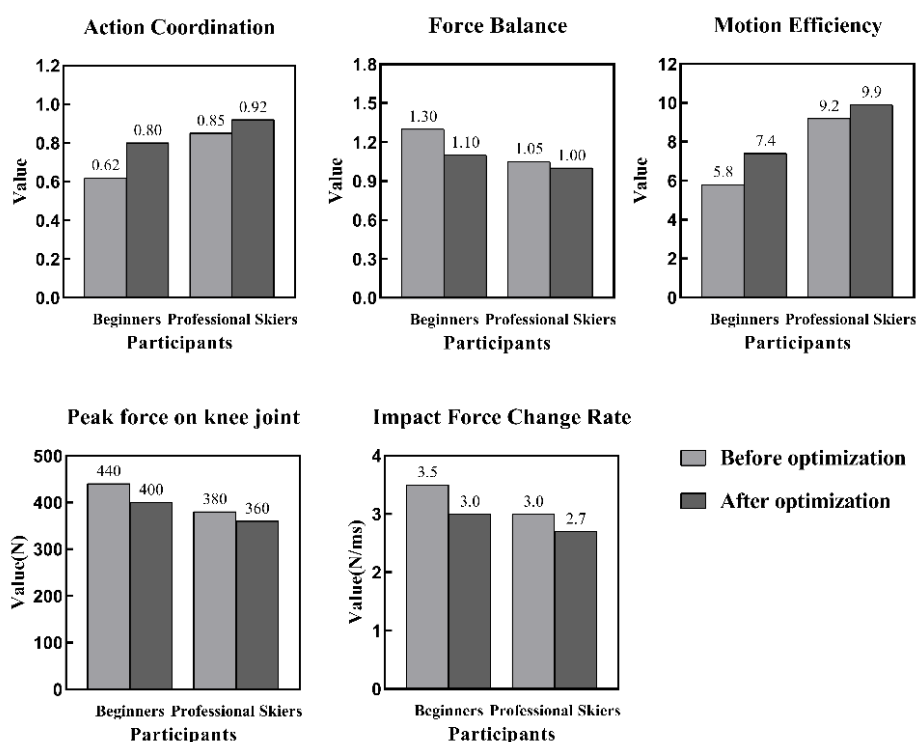 Action Coordination
Value
1.2
1.0
0.8
0.6
0.4
0.2
0.0
0.62
0.80
0.85
0.92
Beginners Professional Skiers
Participants
Force Balance
Value
1.8
1.5
1.2
0.9
0.6
0.3
0.0
1.30
1.10
1.05
1.00
Beginners Professional Skiers
Participants
Motion Efficiency
Value
12
10
8
6
4
2
0
5.8
7.4
9.2
9.9
Beginners Professional Skiers
Participants
Peak force on knee joint
Value(N)
500
400
300
200
100
0
440
400
380
360
Beginners Professional Skiers
Participants
Impact Force Change Rate
Value(N/ms)
4
3
2
1
0
3.5
3.0
3.0
2.7
Beginners Professional Skiers
Participants
Before optimization
After optimization